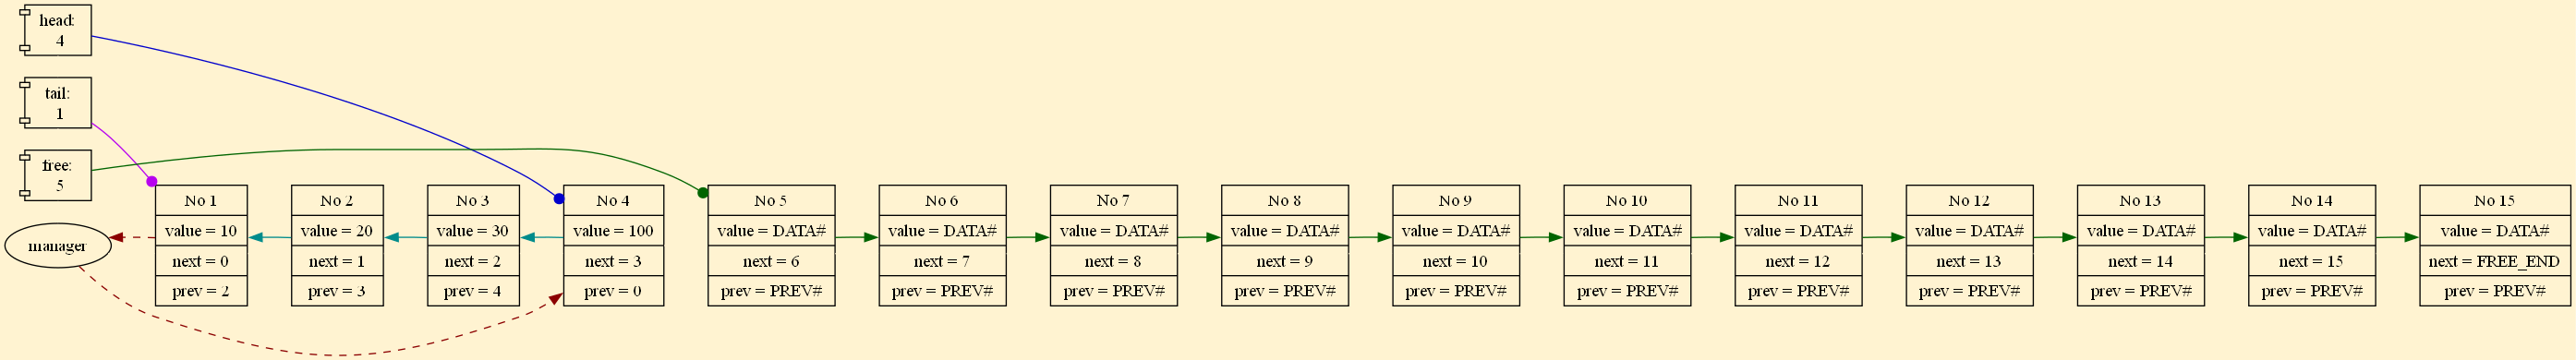 head:
4
tail:
1
free:
5
manager
No 1
value = 10
next = 0
prev = 2
No 2
value = 20
next = 1
prev = 3
No 3
value = 30
next = 2
prev = 4
No 4
value = 100
next = 3
prev = 0
No 5
value = DATA#
next = 6
prev = PREV#
No 6
value = DATA#
next = 7
prev = PREV#
No 7
value = DATA#
next = 8
prev = PREV#
No 8
value = DATA#
next = 9
prev = PREV#
No 9
value = DATA#
next = 10
prev = PREV#
No 10
value = DATA#
next = 11
prev = PREV#
No 11
value = DATA#
next = 12
prev = PREV#
No 12
value = DATA#
next = 13
prev = PREV#
No 13
value = DATA#
next = 14
prev = PREV#
No 14
value = DATA#
next = 15
prev = PREV#
No 15
value = DATA#
next = FREE_END
prev = PREV#